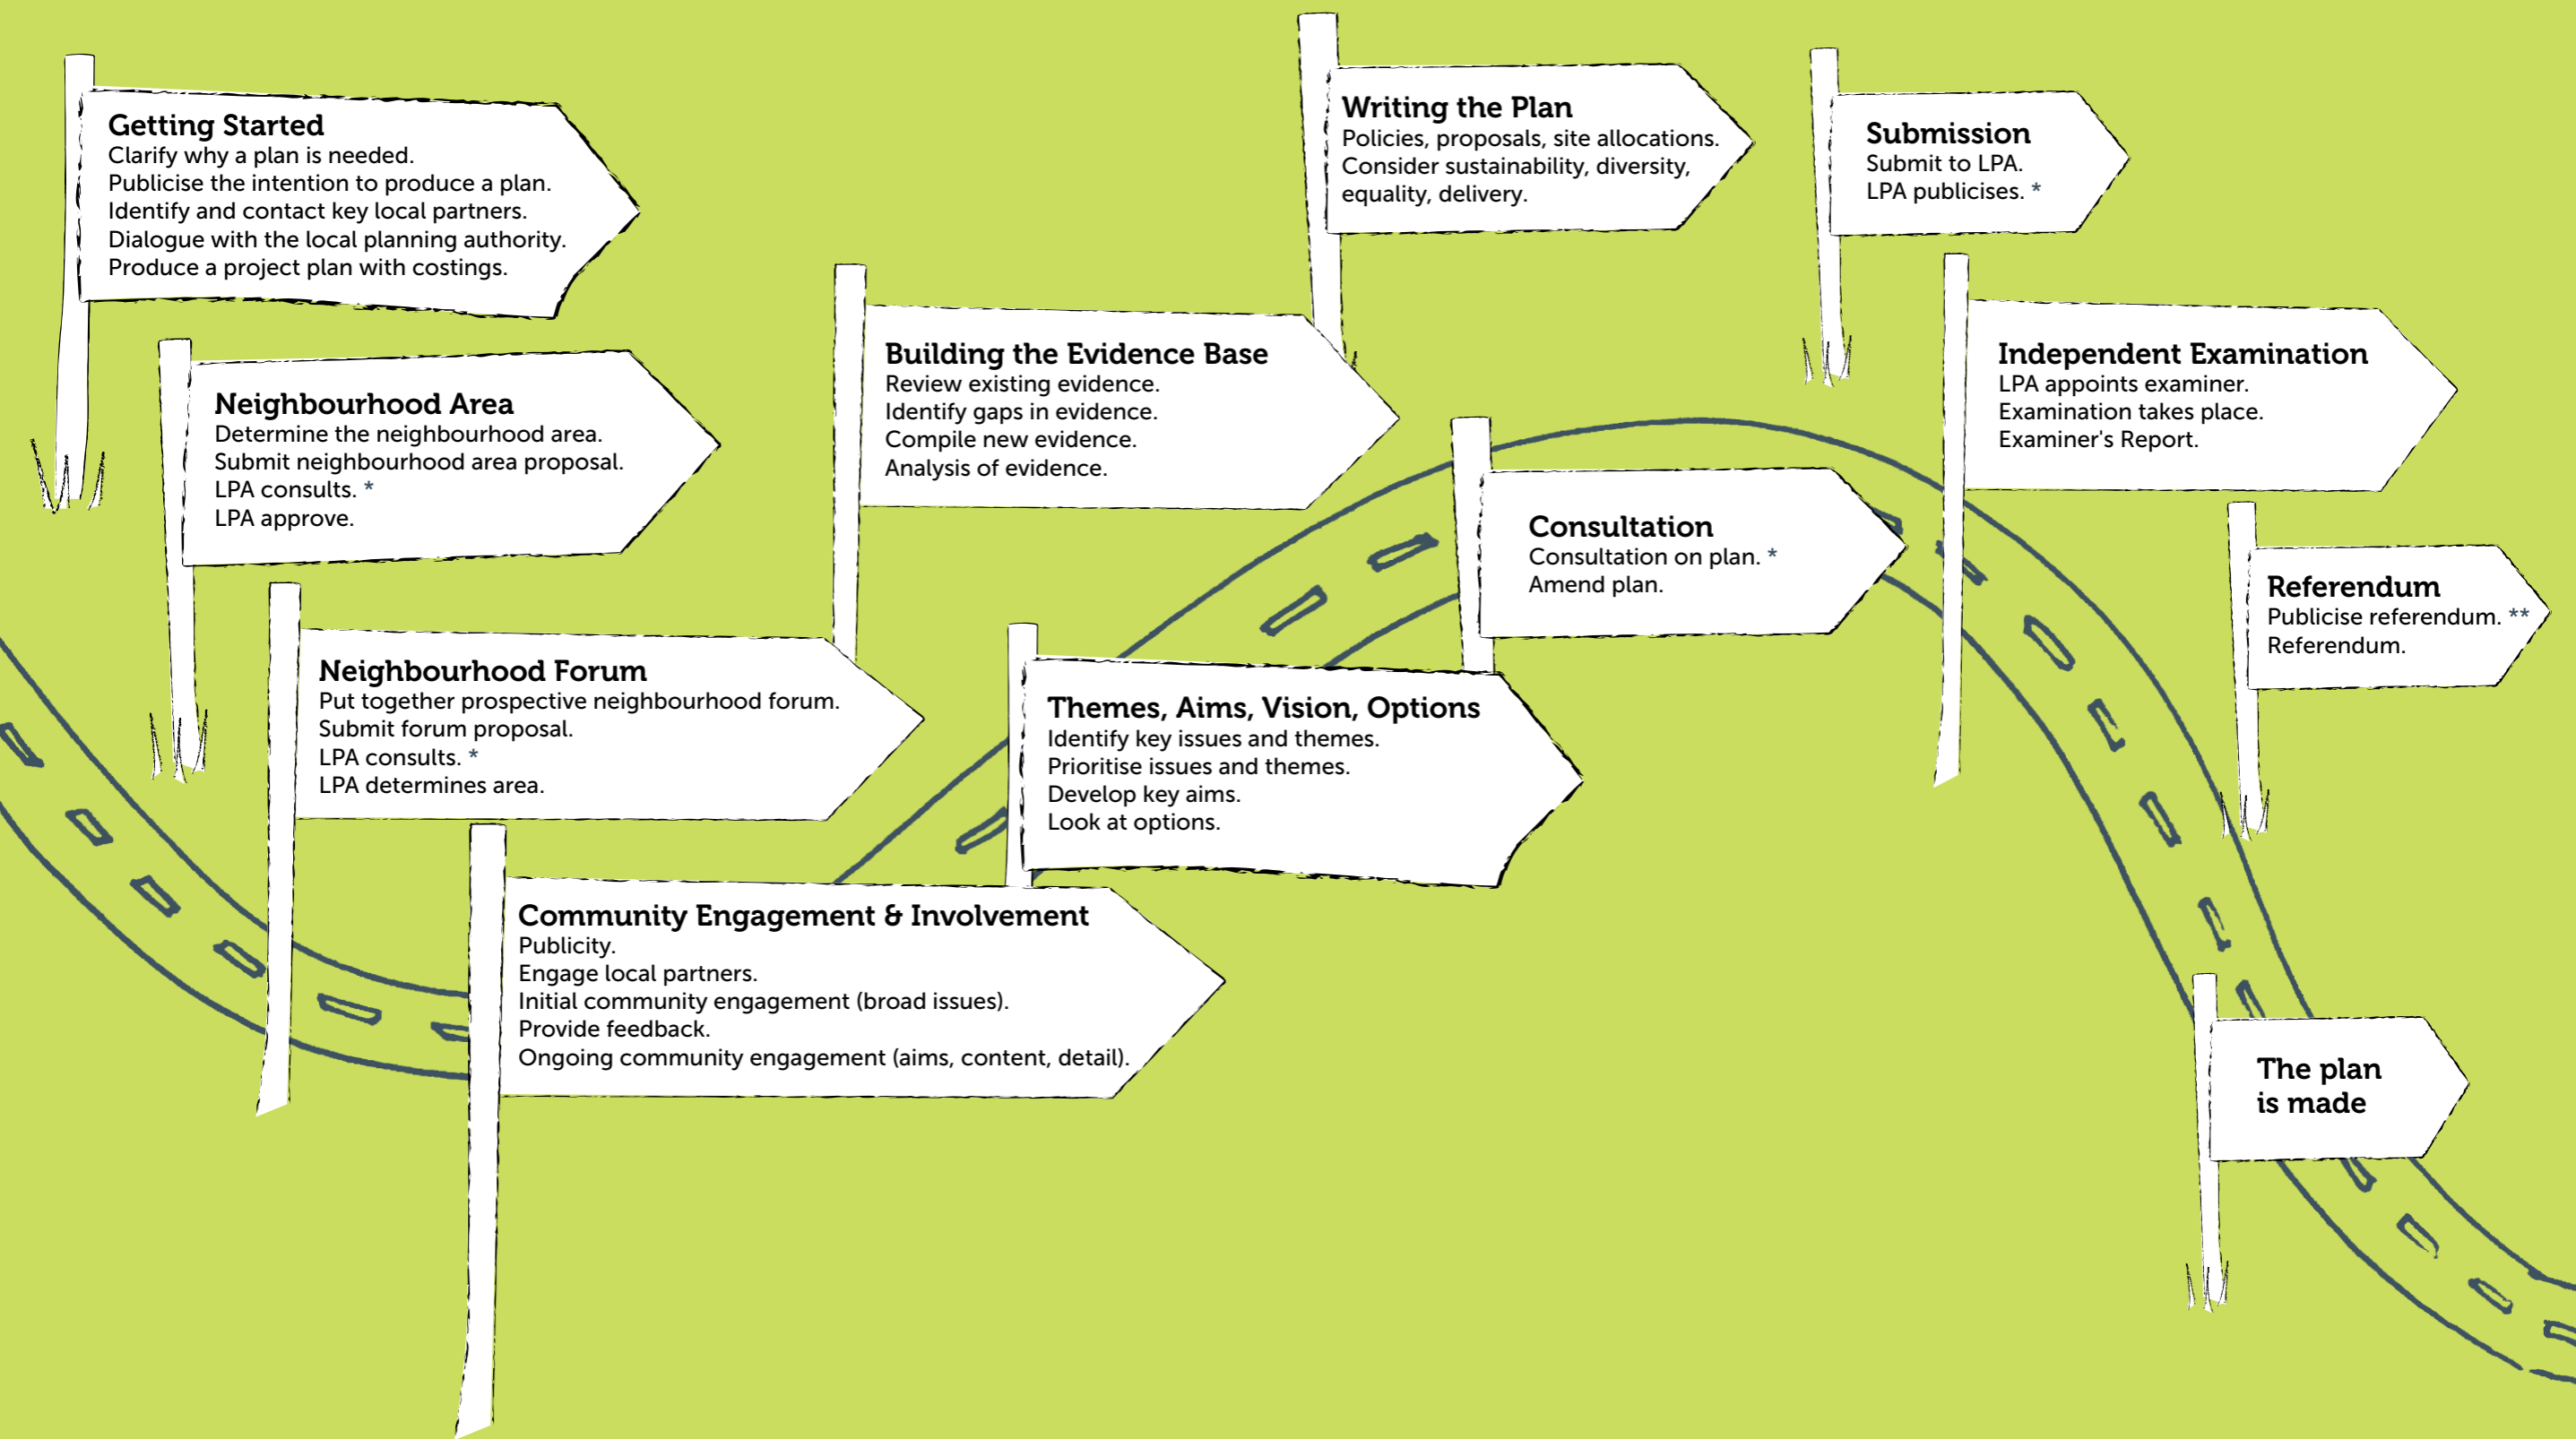 Getting Started
Clarify why a plan is needed.
Publicise the intention to produce a plan.
Identify and contact key local partners.
Dialogue with the local planning authority.
Produce a project plan with costings.
Neighbourhood Area
Determine the neighbourhood area.
Submit neighbourhood area proposal.
LPA consults. *
LPA approve.
Neighbourhood Forum
Put together prospective neighbourhood forum.
Submit forum proposal.
LPA consults. *
LPA determines area.
Community Engagement & Involvement
Publicity.
Engage local partners.
Initial community engagement (broad issues).
Provide feedback.
Ongoing community engagement (aims, content, detail).
Building the Evidence Base
Review existing evidence.
Identify gaps in evidence.
Compile new evidence.
Analysis of evidence.
Themes, Aims, Vision, Options
Identify key issues and themes.
Prioritise issues and themes.
Develop key aims.
Look at options.
Writing the Plan
Policies, proposals, site allocations.
Consider sustainability, diversity,
equality, delivery.
Consultation
Consultation on plan. *
Amend plan.
Submission
Submit to LPA.
LPA publicises. *
Independent Examination
LPA appoints examiner.
Examination takes place.
Examiner's Report.
Referendum
Publicise referendum. **
Referendum.
The plan
is made